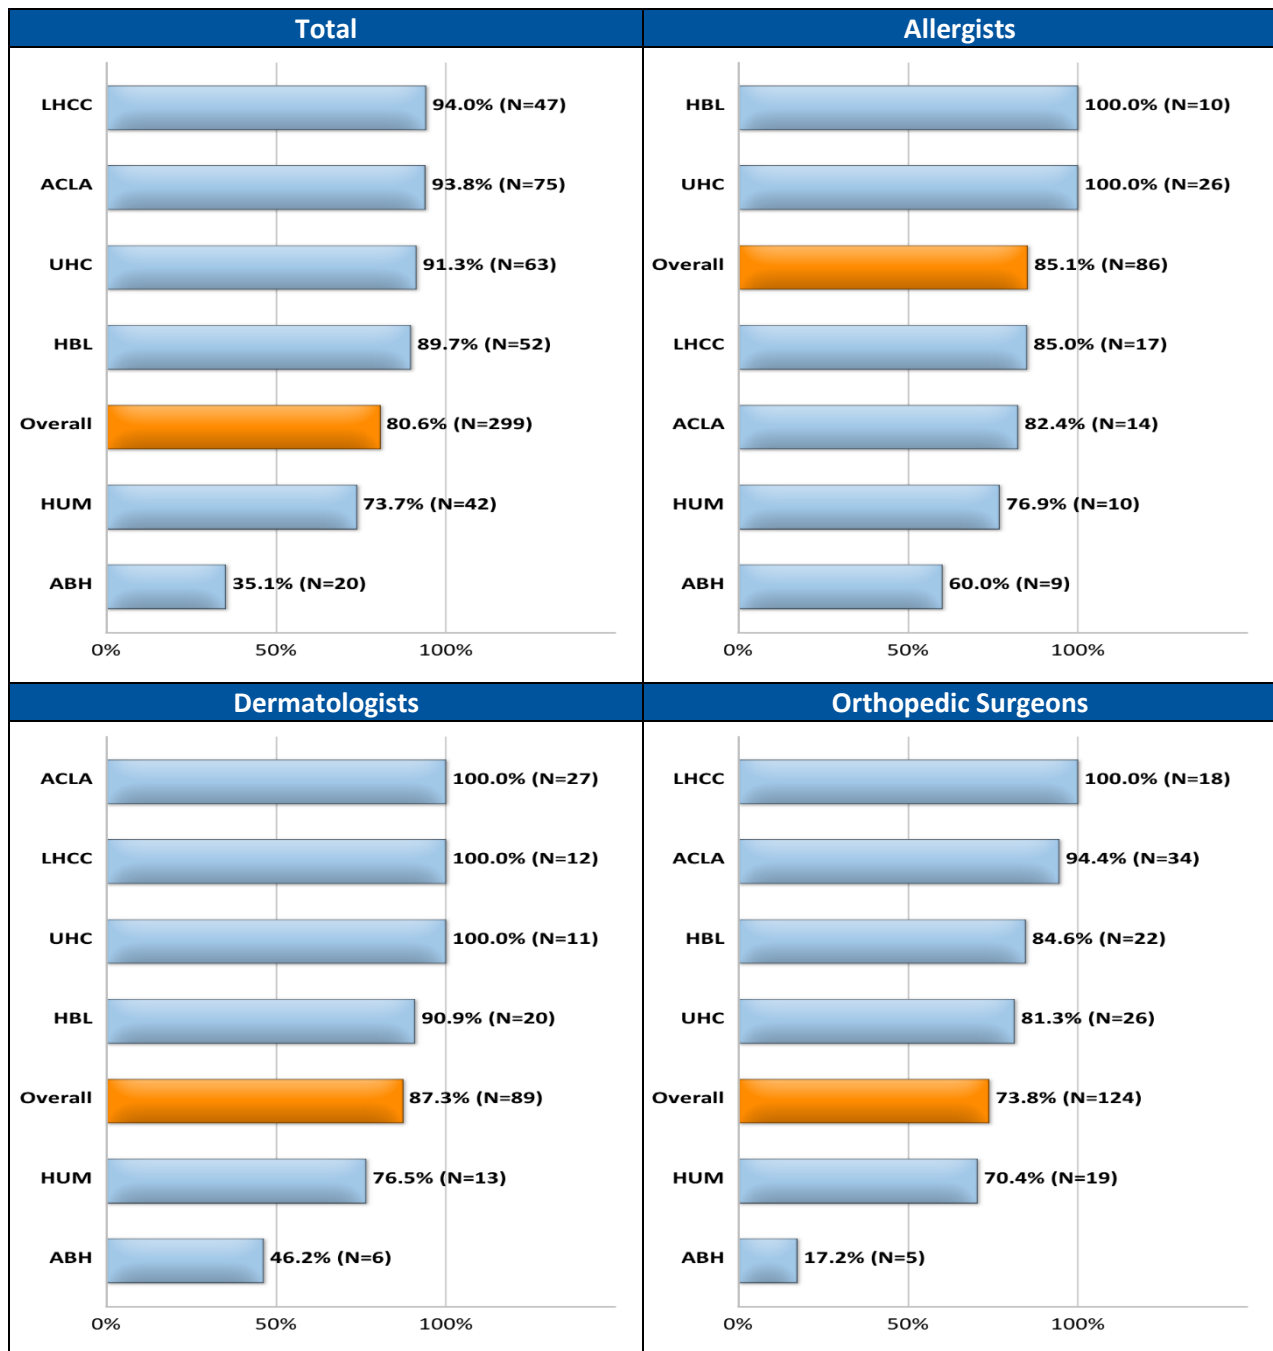 Total
LHCC 94.0% (N=47)
ACLA 93.8% (N=75)
UHC 91.3% (N=63)
HBL 89.7% (N=52)
Overall 80.6% (N=299)
HUM 73.7% (N=42)
ABH 35.1% (N=20)
0% 50% 100%
Allergists
HBL 100.0% (N=10)
UHC 100.0% (N=26)
Overall 85.1% (N=86)
LHCC 85.0% (N=17)
ACLA 82.4% (N=14)
HUM 76.9% (N=10)
ABH 60.0% (N=9)
0% 50% 100%
Dermatologists
ACLA 100.0% (N=27)
LHCC 100.0% (N=12)
UHC 100.0% (N=11)
HBL 90.9% (N=20)
Overall 87.3% (N=89)
HUM 76.5% (N=13)
ABH 46.2% (N=6)
0% 50% 100%
Orthopedic Surgeons
LHCC 100.0% (N=18)
ACLA 94.4% (N=34)
HBL 84.6% (N=22)
UHC 81.3% (N=26)
Overall 73.8% (N=124)
HUM 70.4% (N=19)
ABH 17.2% (N=5)
0% 50% 100%